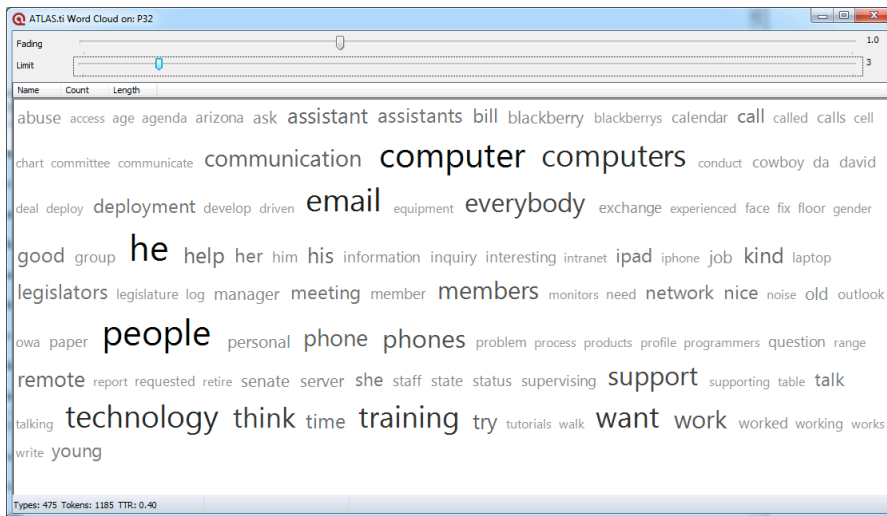 ATLAS.ti Word Cloud on: P32
Fading 1.0
Limit 3
Name Count Length
abuse access age agenda arizona ask assistant assistants bill blackberry blackberrys calendar call called calls cell
chart committee communicate communication computer computers conduct cowboy da david
deal deploy deployment develop driven email equipment everybody exchange experienced face fix floor gender
good group he help her him his information inquiry interesting intranet ipad iphone job kind laptop
legislators legislature log manager meeting member members monitors need network nice noise old outlook
owa paper people personal phone phones problem process products profile programmers question range
remote report requested retire senate server she staff state status supervising support supporting table talk
talking technology think time training try tutorials walk want work worked working works
write young
Types: 475 Tokens: 1185 TTR: 0.40